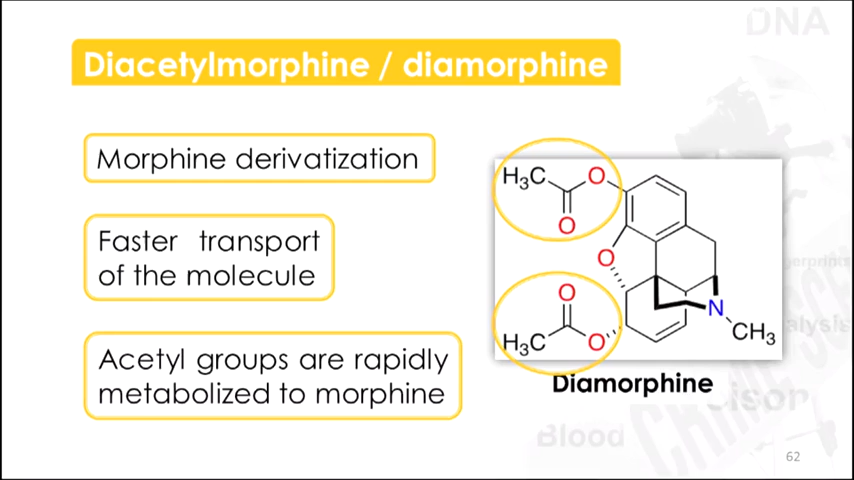 DNA
Diacetylmorphine / diamorphine
Morphine derivatization
Faster transport
of the molecule
Acetyl groups are rapidly
metabolized to morphine
H₃C
O
O
O
O
H₃C
O
N
CH₃
Diamorphine
Blood
62